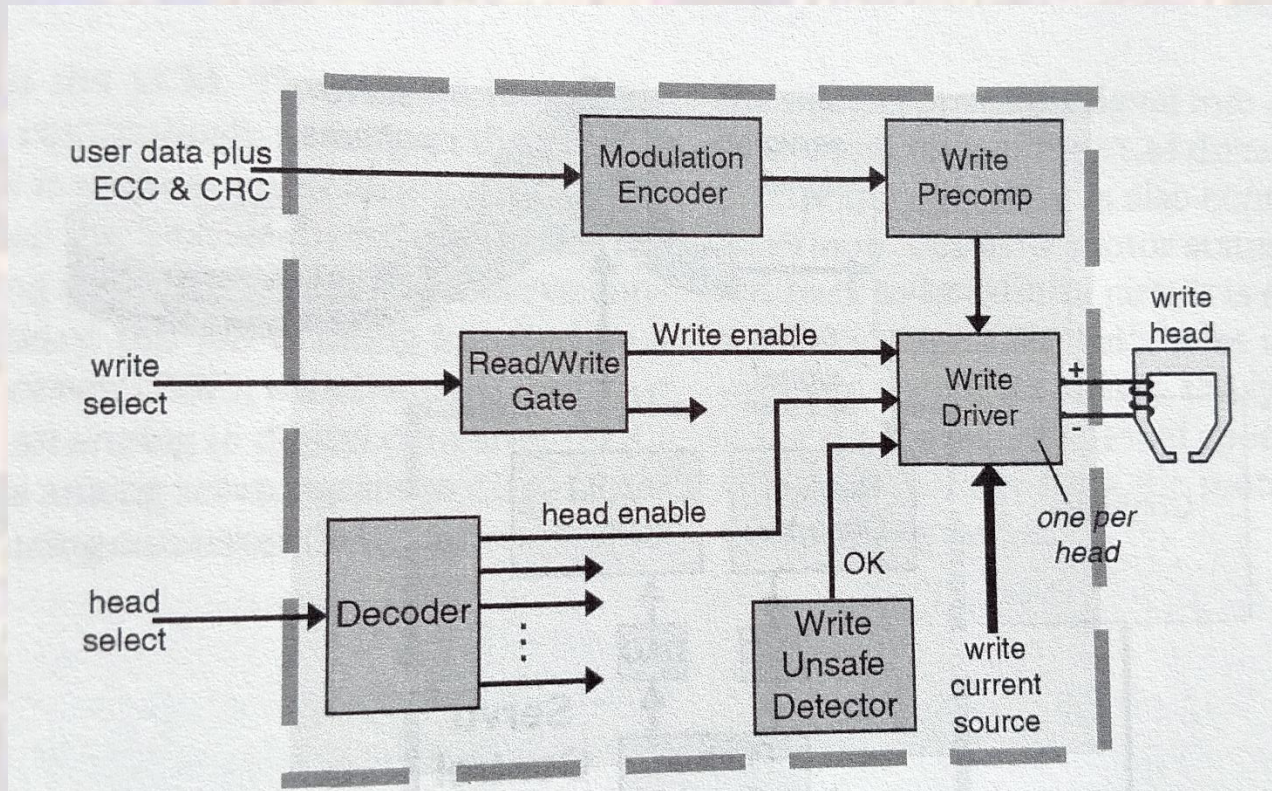 user data plus
ECC & CRC
Modulation
Encoder
Write
Precomp
write
head
write
select
Read/Write
Gate
Write enable
Write
Driver
+
-
one per
head
head enable
OK
head
select
Decoder
Write
Unsafe
Detector
write
current
source